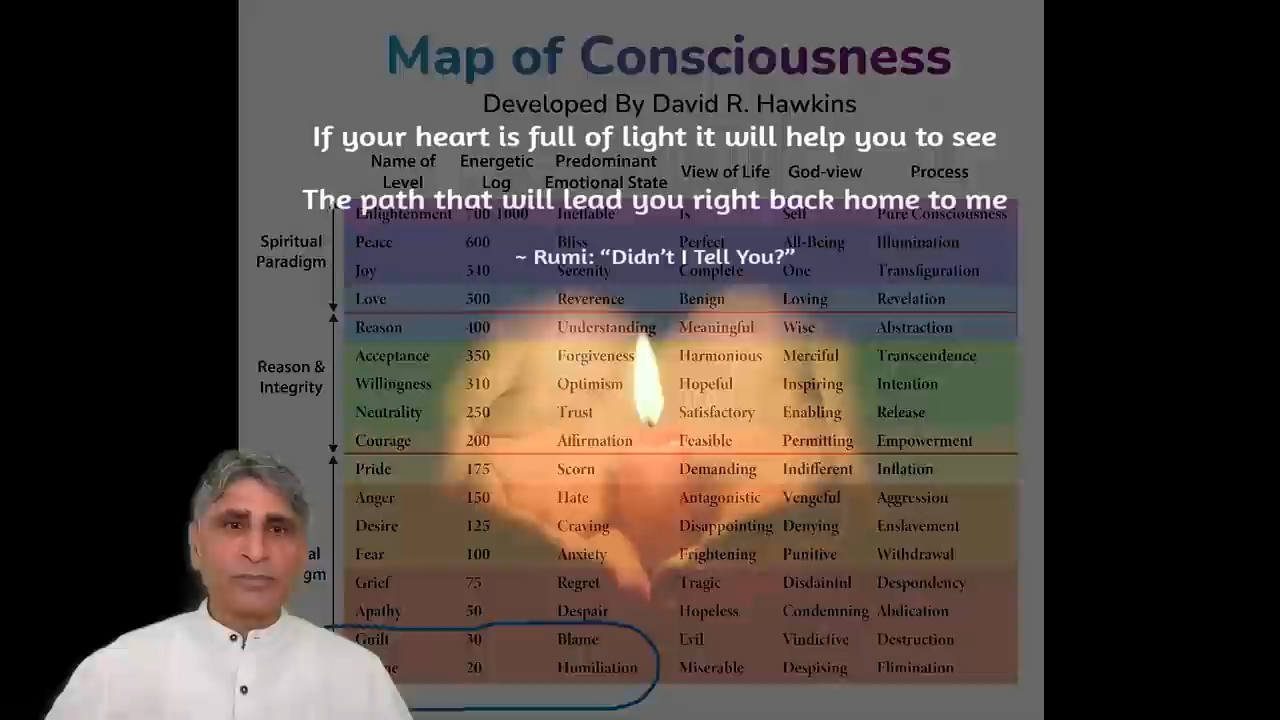 Map of Consciousness
Developed By David R. Hawkins
If your heart is full of light it will help you to see
Name of Level Energetic Log Predominant Emotional State View of Life God-view Process
The path that will lead you right back home to me
~ Rumi: “Didn’t I Tell You?”
Spiritual Paradigm
Enlightenment 700 1000 Ineffable Is Self Pure Consciousness
Peace 600 Bliss Perfect All-Being Illumination
Joy 540 Serenity Complete One Transfiguration
Love 500 Reverence Benign Loving Revelation
Reason & Integrity
Reason 400 Understanding Meaningful Wise Abstraction
Acceptance 350 Forgiveness Harmonious Merciful Transcendence
Willingness 310 Optimism Hopeful Inspiring Intention
Neutrality 250 Trust Satisfactory Enabling Release
Courage 200 Affirmation Feasible Permitting Empowerment
Pride 175 Scorn Demanding Indifferent Inflation
Anger 150 Hate Antagonistic Vengeful Aggression
Desire 125 Craving Disappointing Denying Enslavement
Fear 100 Anxiety Frightening Punitive Withdrawal
Grief 75 Regret Tragic Disdainful Despondency
Apathy 50 Despair Hopeless Condemning Abdication
Guilt 30 Blame Evil Vindictive Destruction
20 Humiliation Miserable Despising Elimination